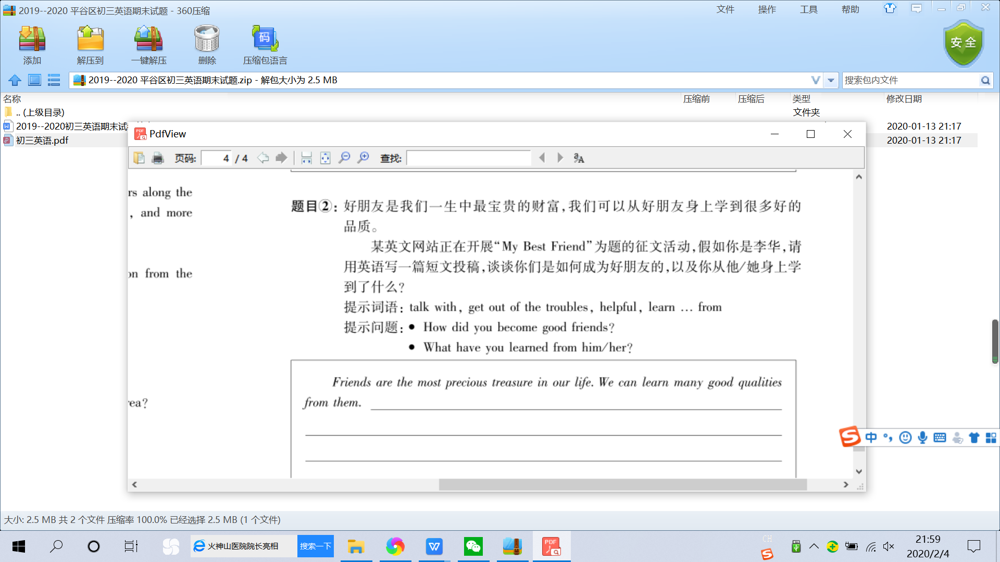 2019--2020 平谷区初三英语期末试题 - 360压缩
文件 操作 工具 帮助
添加 解压到 一键解压 删除 压缩包语言
码
安全
2019--2020 平谷区初三英语期末试题.zip - 解包大小为 2.5 MB
搜索包内文件
名称 压缩前 压缩后 类型 修改日期
.. (上级目录) 文件夹
2019--2020初三英语期末试 2020-01-13 21:17
初三英语.pdf 2020-01-13 21:17
PdfView
页码: 4 / 4 查找:
rs along the
, and more
on from the
rea?
题目②: 好朋友是我们一生中最宝贵的财富,我们可以从好朋友身上学到很多好的
品质。
某英文网站正在开展“My Best Friend”为题的征文活动,假如你是李华,请
用英语写一篇短文投稿,谈谈你们是如何成为好朋友的,以及你从他/她身上学
到了什么?
提示词语: talk with, get out of the troubles, helpful, learn … from
提示问题: ● How did you become good friends?
● What have you learned from him/her?
Friends are the most precious treasure in our life. We can learn many good qualities
from them.
中
大小: 2.5 MB 共 2 个文件 压缩率 100.0% 已经选择 2.5 MB (1 个文件)
火神山医院院长亮相 搜索一下
PDF
CH
21:59
2020/2/4